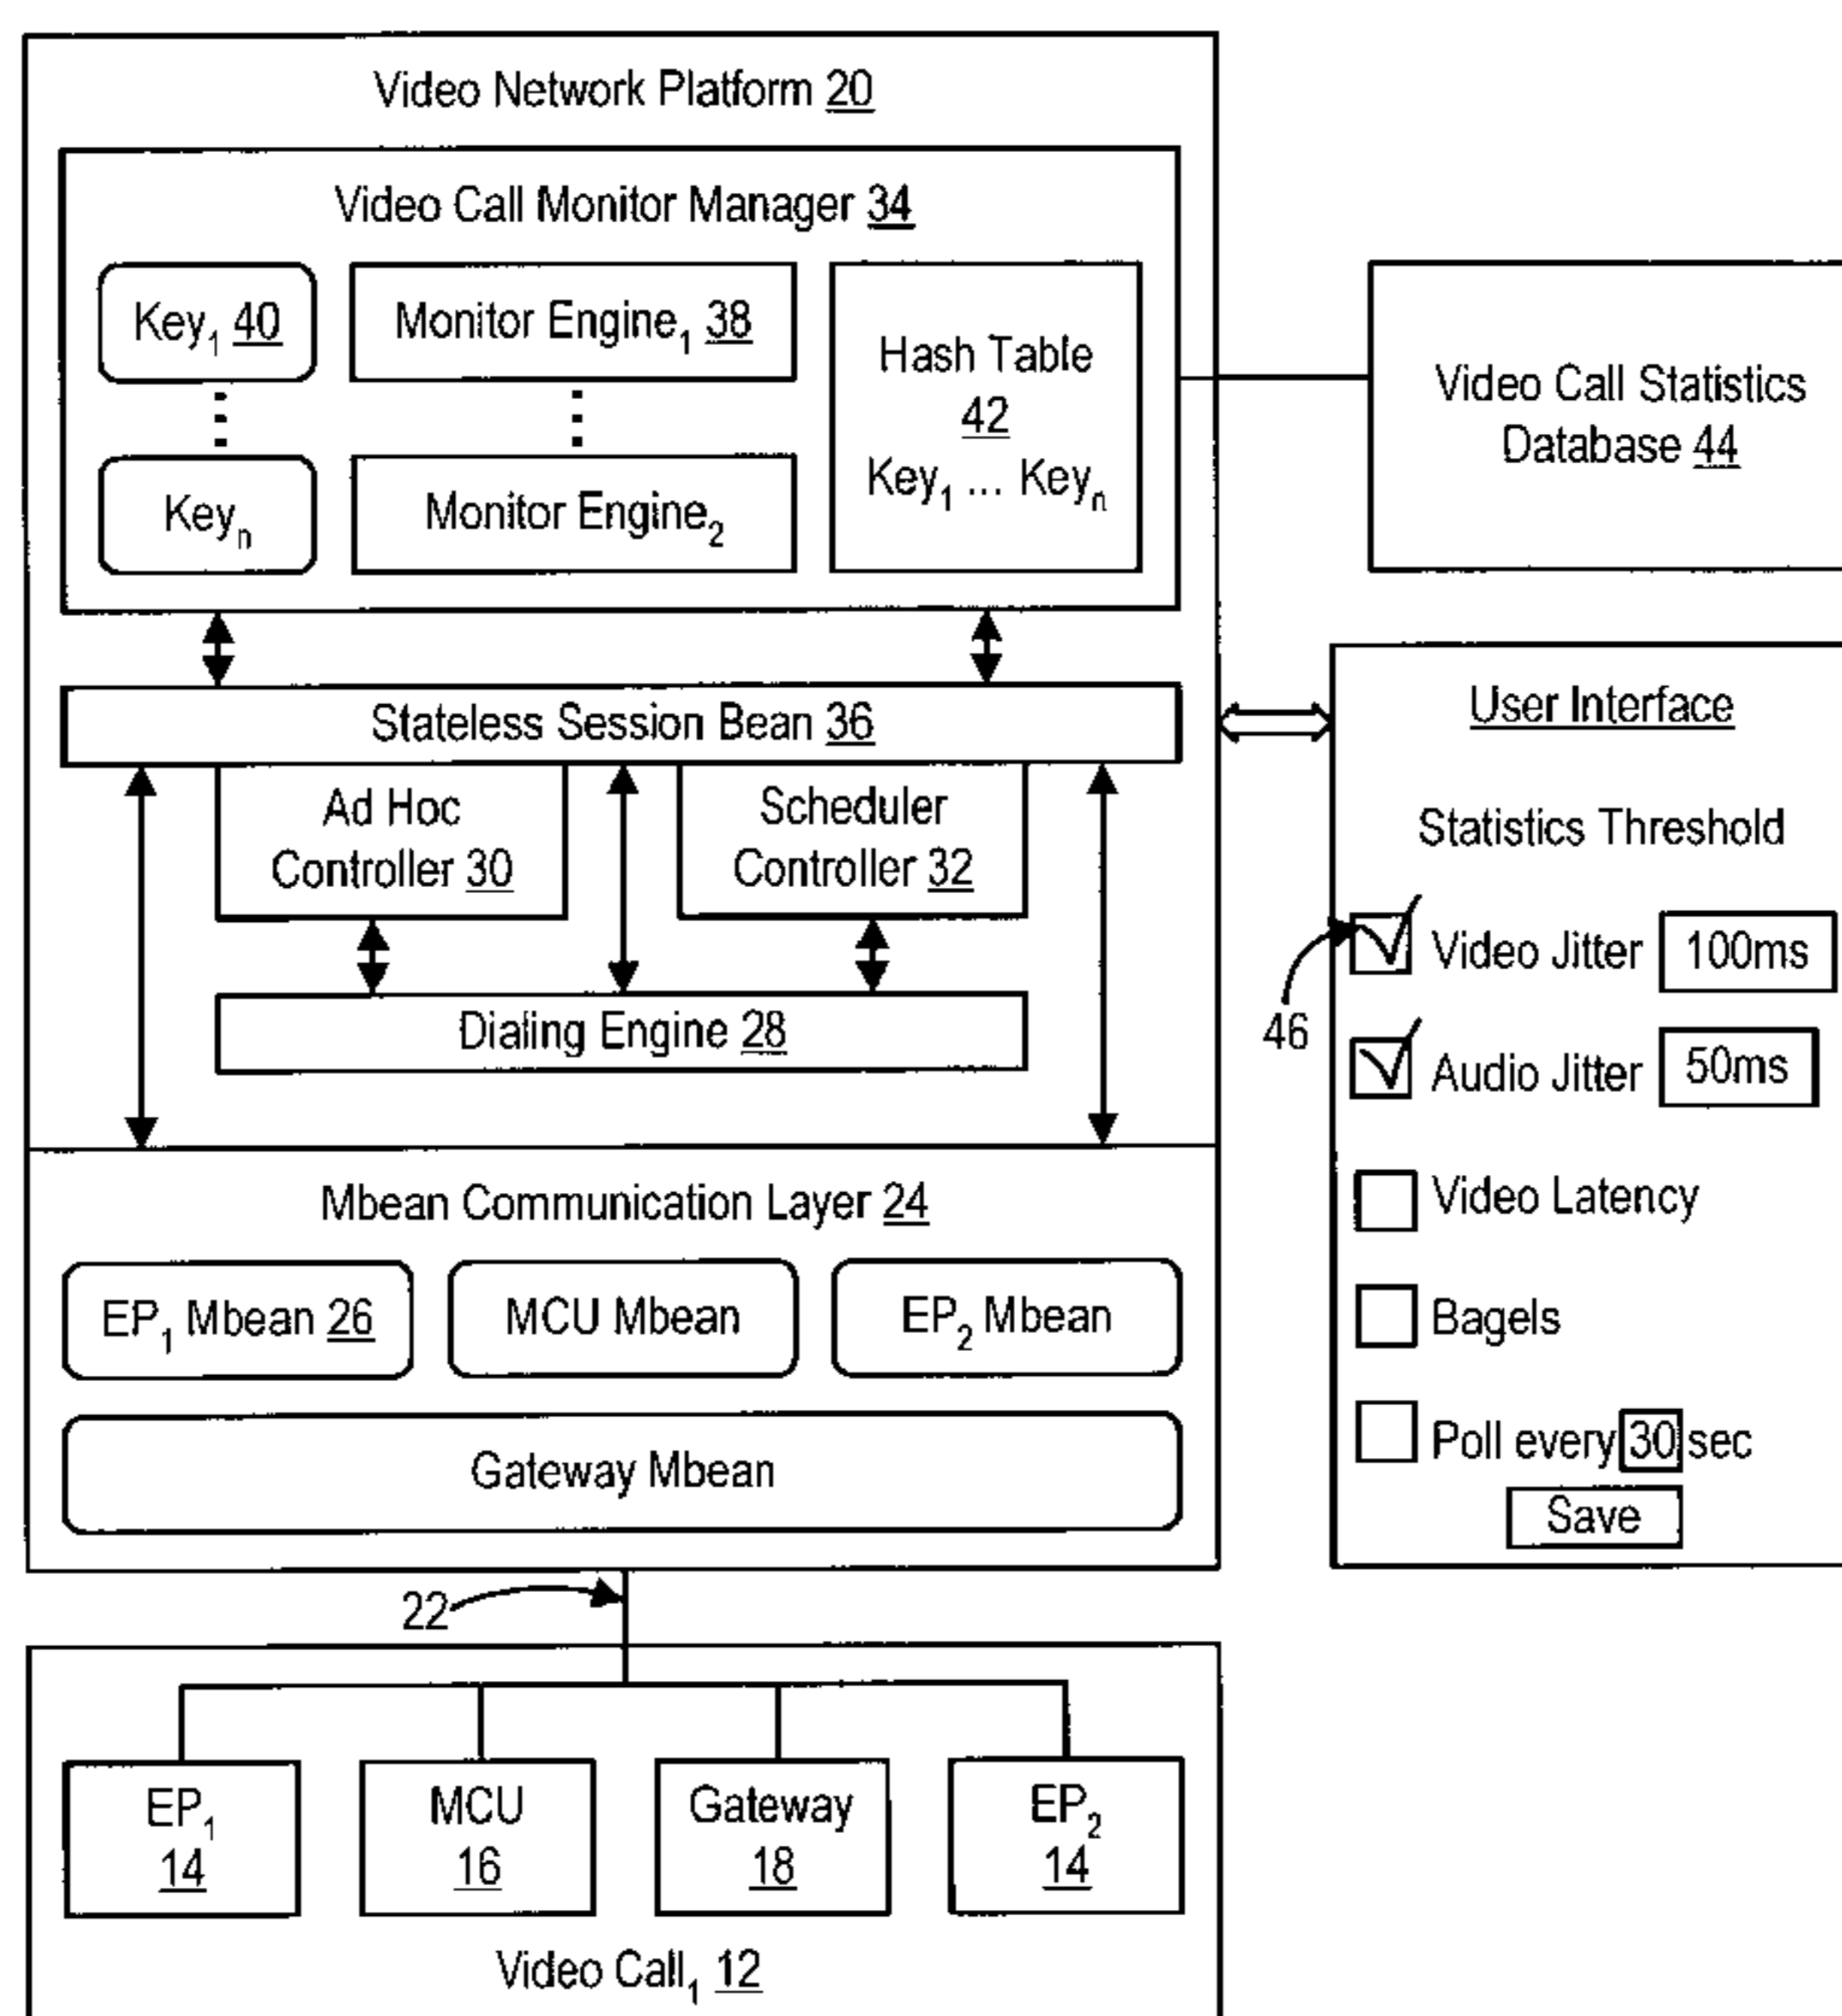 Video Network Platform 20
Video Call Monitor Manager 34
Key1 40
Monitor Engine1 38
Hash Table
42
Key1 ... Keyn
Keyn
Monitor Engine2
Video Call Statistics
Database 44
Stateless Session Bean 36
Ad Hoc
Controller 30
Scheduler
Controller 32
Dialing Engine 28
User Interface
Statistics Threshold
Video Jitter 100ms
46
Audio Jitter 50ms
Video Latency
Bagels
Poll every 30 sec
Save
Mbean Communication Layer 24
EP1 Mbean 26
MCU Mbean
EP2 Mbean
Gateway Mbean
22
EP1
14
MCU
16
Gateway
18
EP2
14
Video Call1 12